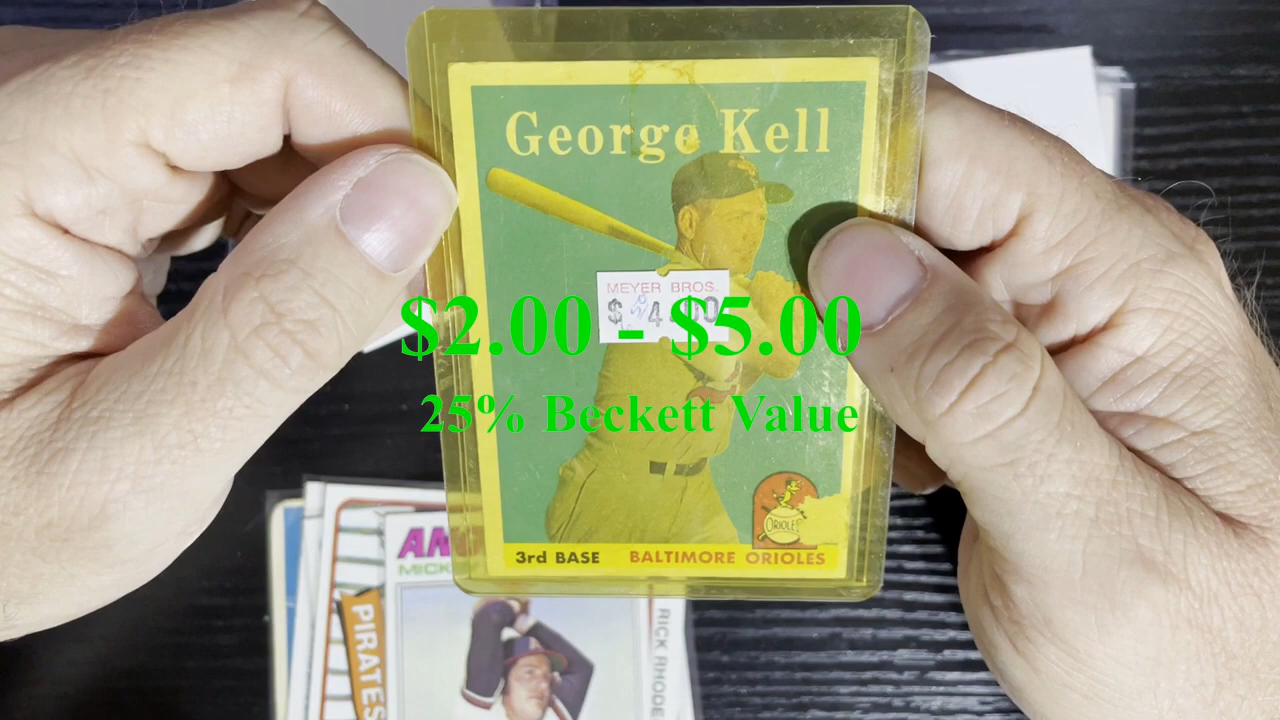 George Kell
MEYER BROS.
$2.00 - $5.00
25% Beckett Value
ORIOLES
3rd BASE BALTIMORE ORIOLES
PIRATES
RICK RHODE